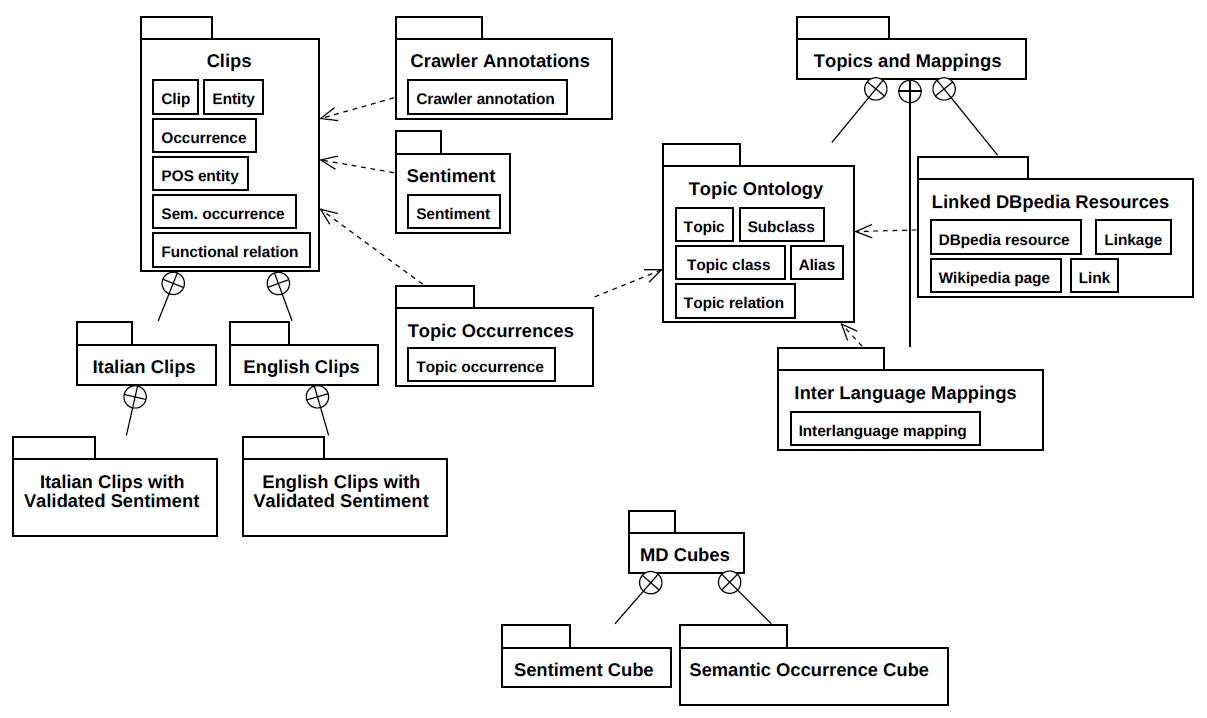 Clips
Clip
Entity
Occurrence
POS entity
Sem. occurrence
Functional relation
Crawler Annotations
Crawler annotation
Sentiment
Sentiment
Topic Occurrences
Topic occurrence
Italian Clips
English Clips
Italian Clips with
Validated Sentiment
English Clips with
Validated Sentiment
Topics and Mappings
Topic Ontology
Topic
Subclass
Topic class
Alias
Topic relation
Linked DBpedia Resources
DBpedia resource
Linkage
Wikipedia page
Link
Inter Language Mappings
Interlanguage mapping
MD Cubes
Sentiment Cube
Semantic Occurrence Cube